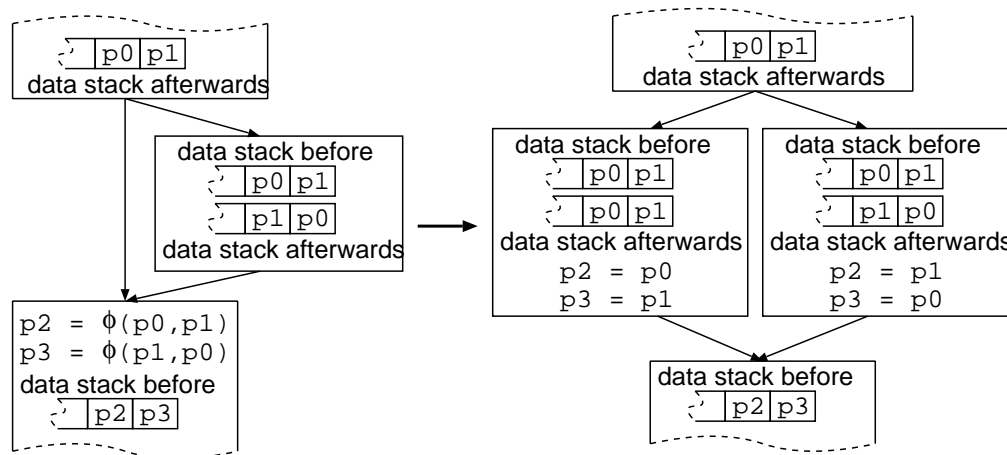 p0 p1
data stack afterwards
data stack before
p0 p1
p1 p0
data stack afterwards
p2 = ϕ(p0,p1)
p3 = ϕ(p1,p0)
data stack before
p2 p3
p0 p1
data stack afterwards
data stack before
p0 p1
p0 p1
data stack afterwards
p2 = p0
p3 = p1
data stack before
p0 p1
p1 p0
data stack afterwards
p2 = p1
p3 = p0
data stack before
p2 p3